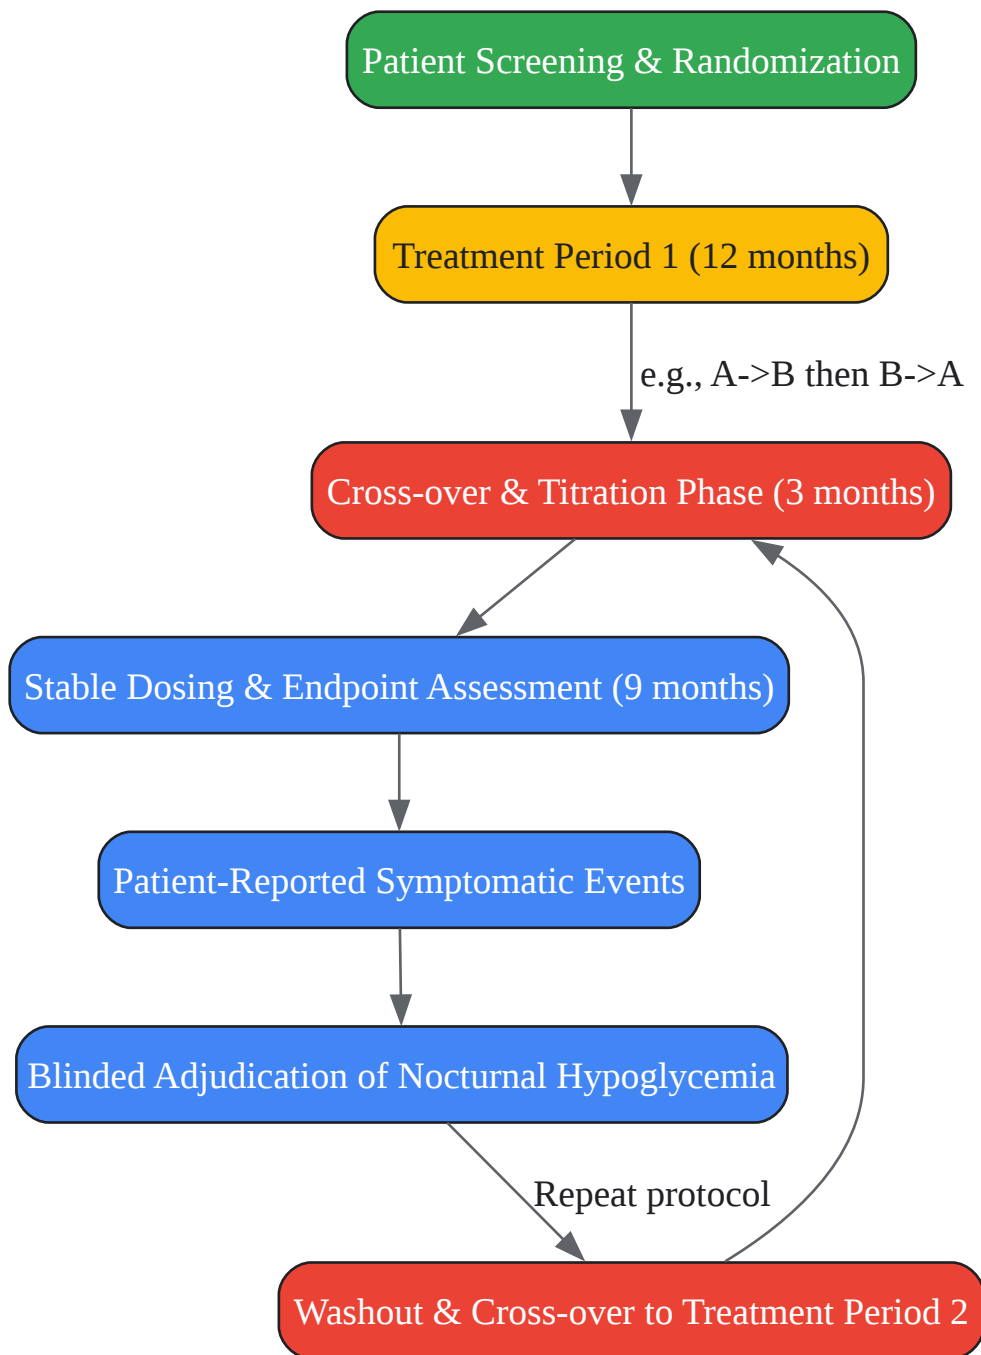 Patient Screening & Randomization
Treatment Period 1 (12 months)
e.g., A->B then B->A
Cross-over & Titration Phase (3 months)
Stable Dosing & Endpoint Assessment (9 months)
Patient-Reported Symptomatic Events
Blinded Adjudication of Nocturnal Hypoglycemia
Repeat protocol
Washout & Cross-over to Treatment Period 2